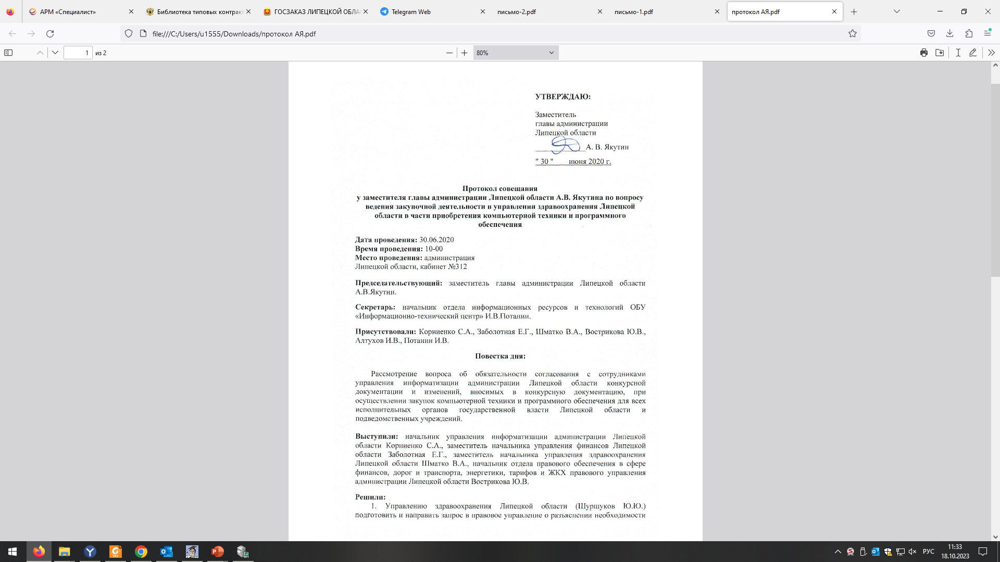 АРМ «Специалист»
Библиотека типовых контракт
ГОСЗАКАЗ ЛИПЕЦКОЙ ОБЛА
Telegram Web
письмо-2.pdf
письмо-1.pdf
протокол АЯ.pdf
file:///C:/Users/u1555/Downloads/протокол АЯ.pdf
1 из 2
80%
УТВЕРЖДАЮ:
Заместитель
главы администрации
Липецкой области
А. В. Якутин
" 30 " июня 2020 г.
Протокол совещания
у заместителя главы администрации Липецкой области А.В. Якутина по вопросу
ведения закупочной деятельности в управлении здравоохранения Липецкой
области в части приобретения компьютерной техники и программного
обеспечения
Дата проведения: 30.06.2020
Время проведения: 10-00
Место проведения: администрация
Липецкой области, кабинет №312
Председательствующий: заместитель главы администрации Липецкой области
А.В.Якутин.
Секретарь: начальник отдела информационных ресурсов и технологий ОБУ
«Информационно-технический центр» И.В.Потанин.
Присутствовали: Корниенко С.А., Заболотная Е.Г., Шматко В.А., Вострикова Ю.В.,
Алтухов И.В., Потанин И.В.
Повестка дня:
Рассмотрение вопроса об обязательности согласования с сотрудниками
управления информатизации администрации Липецкой области конкурсной
документации и изменений, вносимых в конкурсную документацию, при
осуществлении закупок компьютерной техники и программного обеспечения для всех
исполнительных органов государственной власти Липецкой области и
подведомственных учреждений.
Выступили: начальник управления информатизации администрации Липецкой
области Корниенко С.А., заместитель начальника управления финансов Липецкой
области Заболотная Е.Г., заместитель начальника управления здравоохранения
Липецкой области Шматко В.А., начальник отдела правового обеспечения в сфере
финансов, дорог и транспорта, энергетики, тарифов и ЖКХ правового управления
администрации Липецкой области Вострикова Ю.В.
Решили:
1. Управлению здравоохранения Липецкой области (Шуршуков Ю.Ю.)
подготовить и направить запрос в правовое управление о разъяснении необходимости
РУС
11:33
18.10.2023